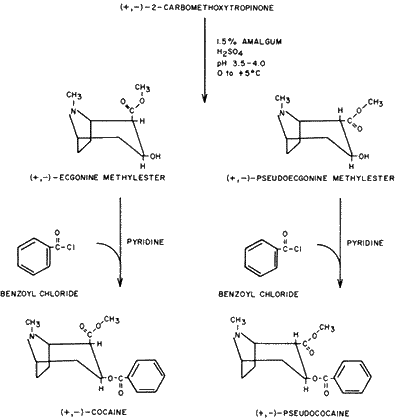 (+,-)-2-CARBOMETHOXYTROPINONE
1.5% AMALGUM
H2SO4
pH 3.5-4.0
0 to +5°C
CH3
N
O
O
CH3
H
OH
H
CH3
N
H
O
CH3
C
O
OH
H
(+,-)-ECGONINE METHYLESTER
(+,-)-PSEUDOECGONINE METHYLESTER
O
C-Cl
PYRIDINE
O
C-Cl
PYRIDINE
BENZOYL CHLORIDE
BENZOYL CHLORIDE
CH3
N
O
C
O
CH3
H
O-C
O
H
CH3
N
H
O
CH3
C
O
O-C
O
H
(+,-)-COCAINE
(+,-)-PSEUDOCOCAINE